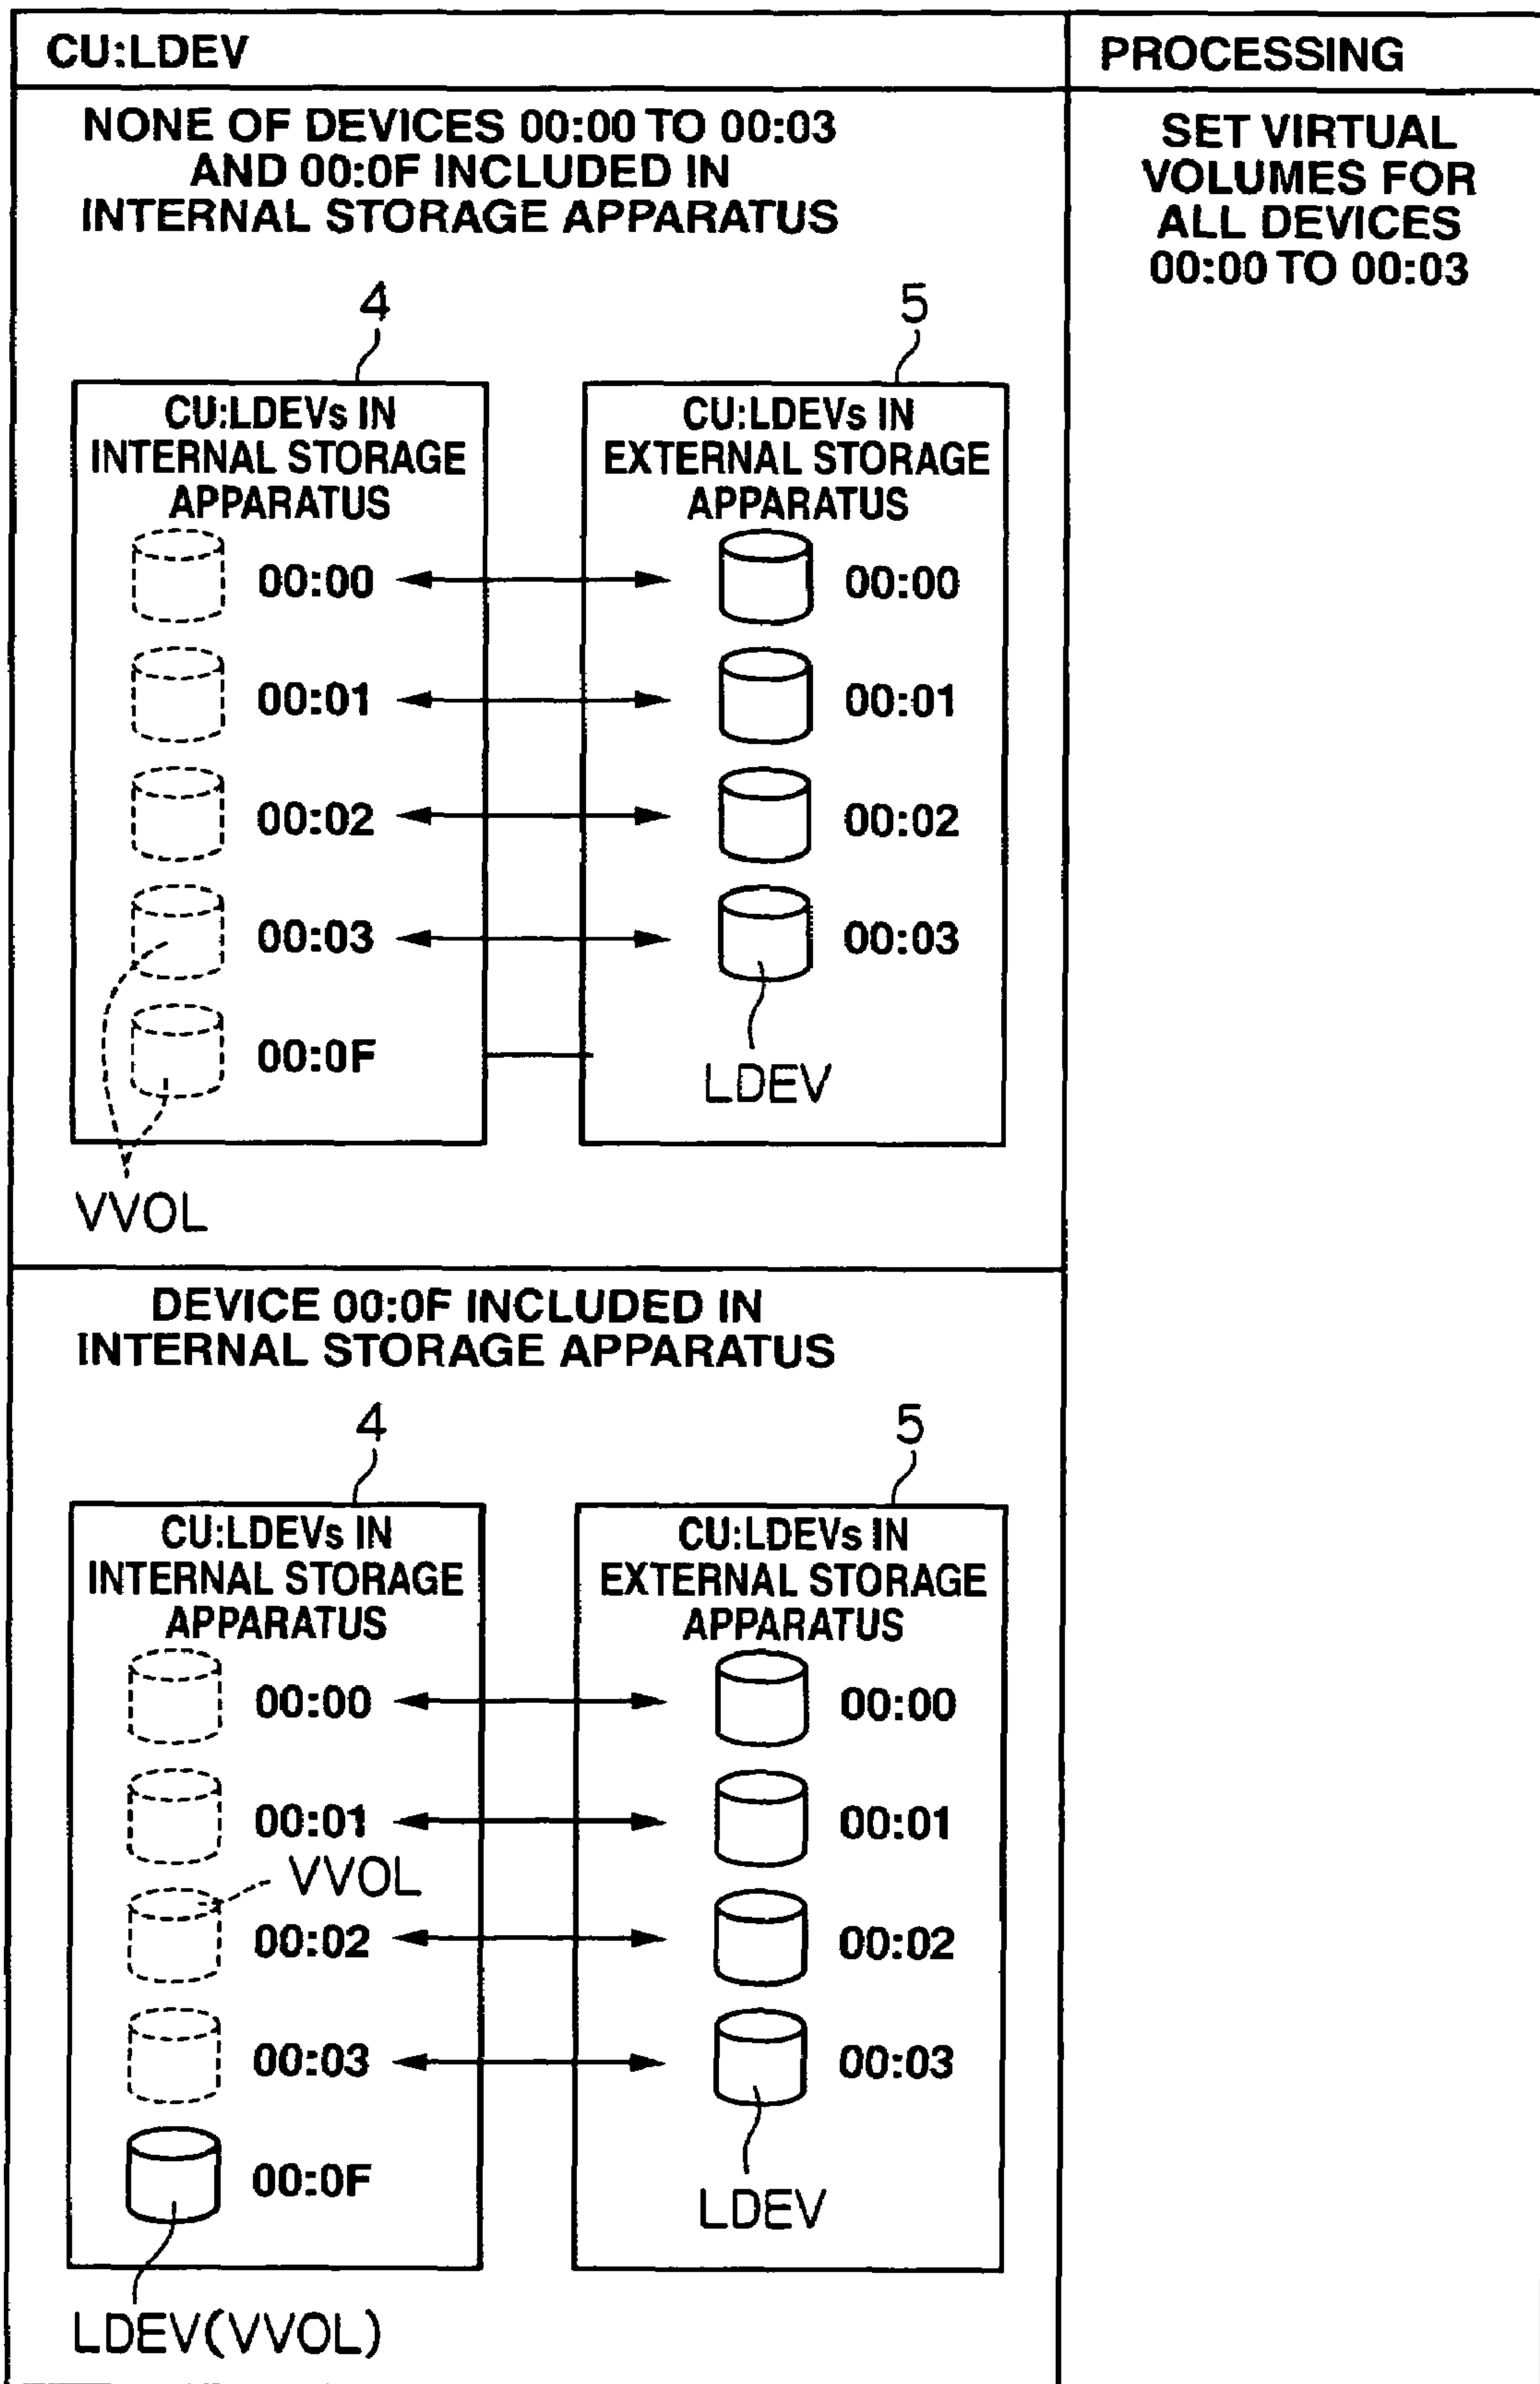 CU:LDEV
PROCESSING
NONE OF DEVICES 00:00 TO 00:03
AND 00:0F INCLUDED IN
INTERNAL STORAGE APPARATUS
SET VIRTUAL
VOLUMES FOR
ALL DEVICES
00:00 TO 00:03
4
5
CU:LDEVs IN
INTERNAL STORAGE
APPARATUS
CU:LDEVs IN
EXTERNAL STORAGE
APPARATUS
00:00
00:00
00:01
00:01
00:02
00:02
00:03
00:03
00:0F
LDEV
VVOL
DEVICE 00:0F INCLUDED IN
INTERNAL STORAGE APPARATUS
4
5
CU:LDEVs IN
INTERNAL STORAGE
APPARATUS
CU:LDEVs IN
EXTERNAL STORAGE
APPARATUS
00:00
00:00
00:01
00:01
VVOL
00:02
00:02
00:03
00:03
00:0F
LDEV
LDEV(VVOL)